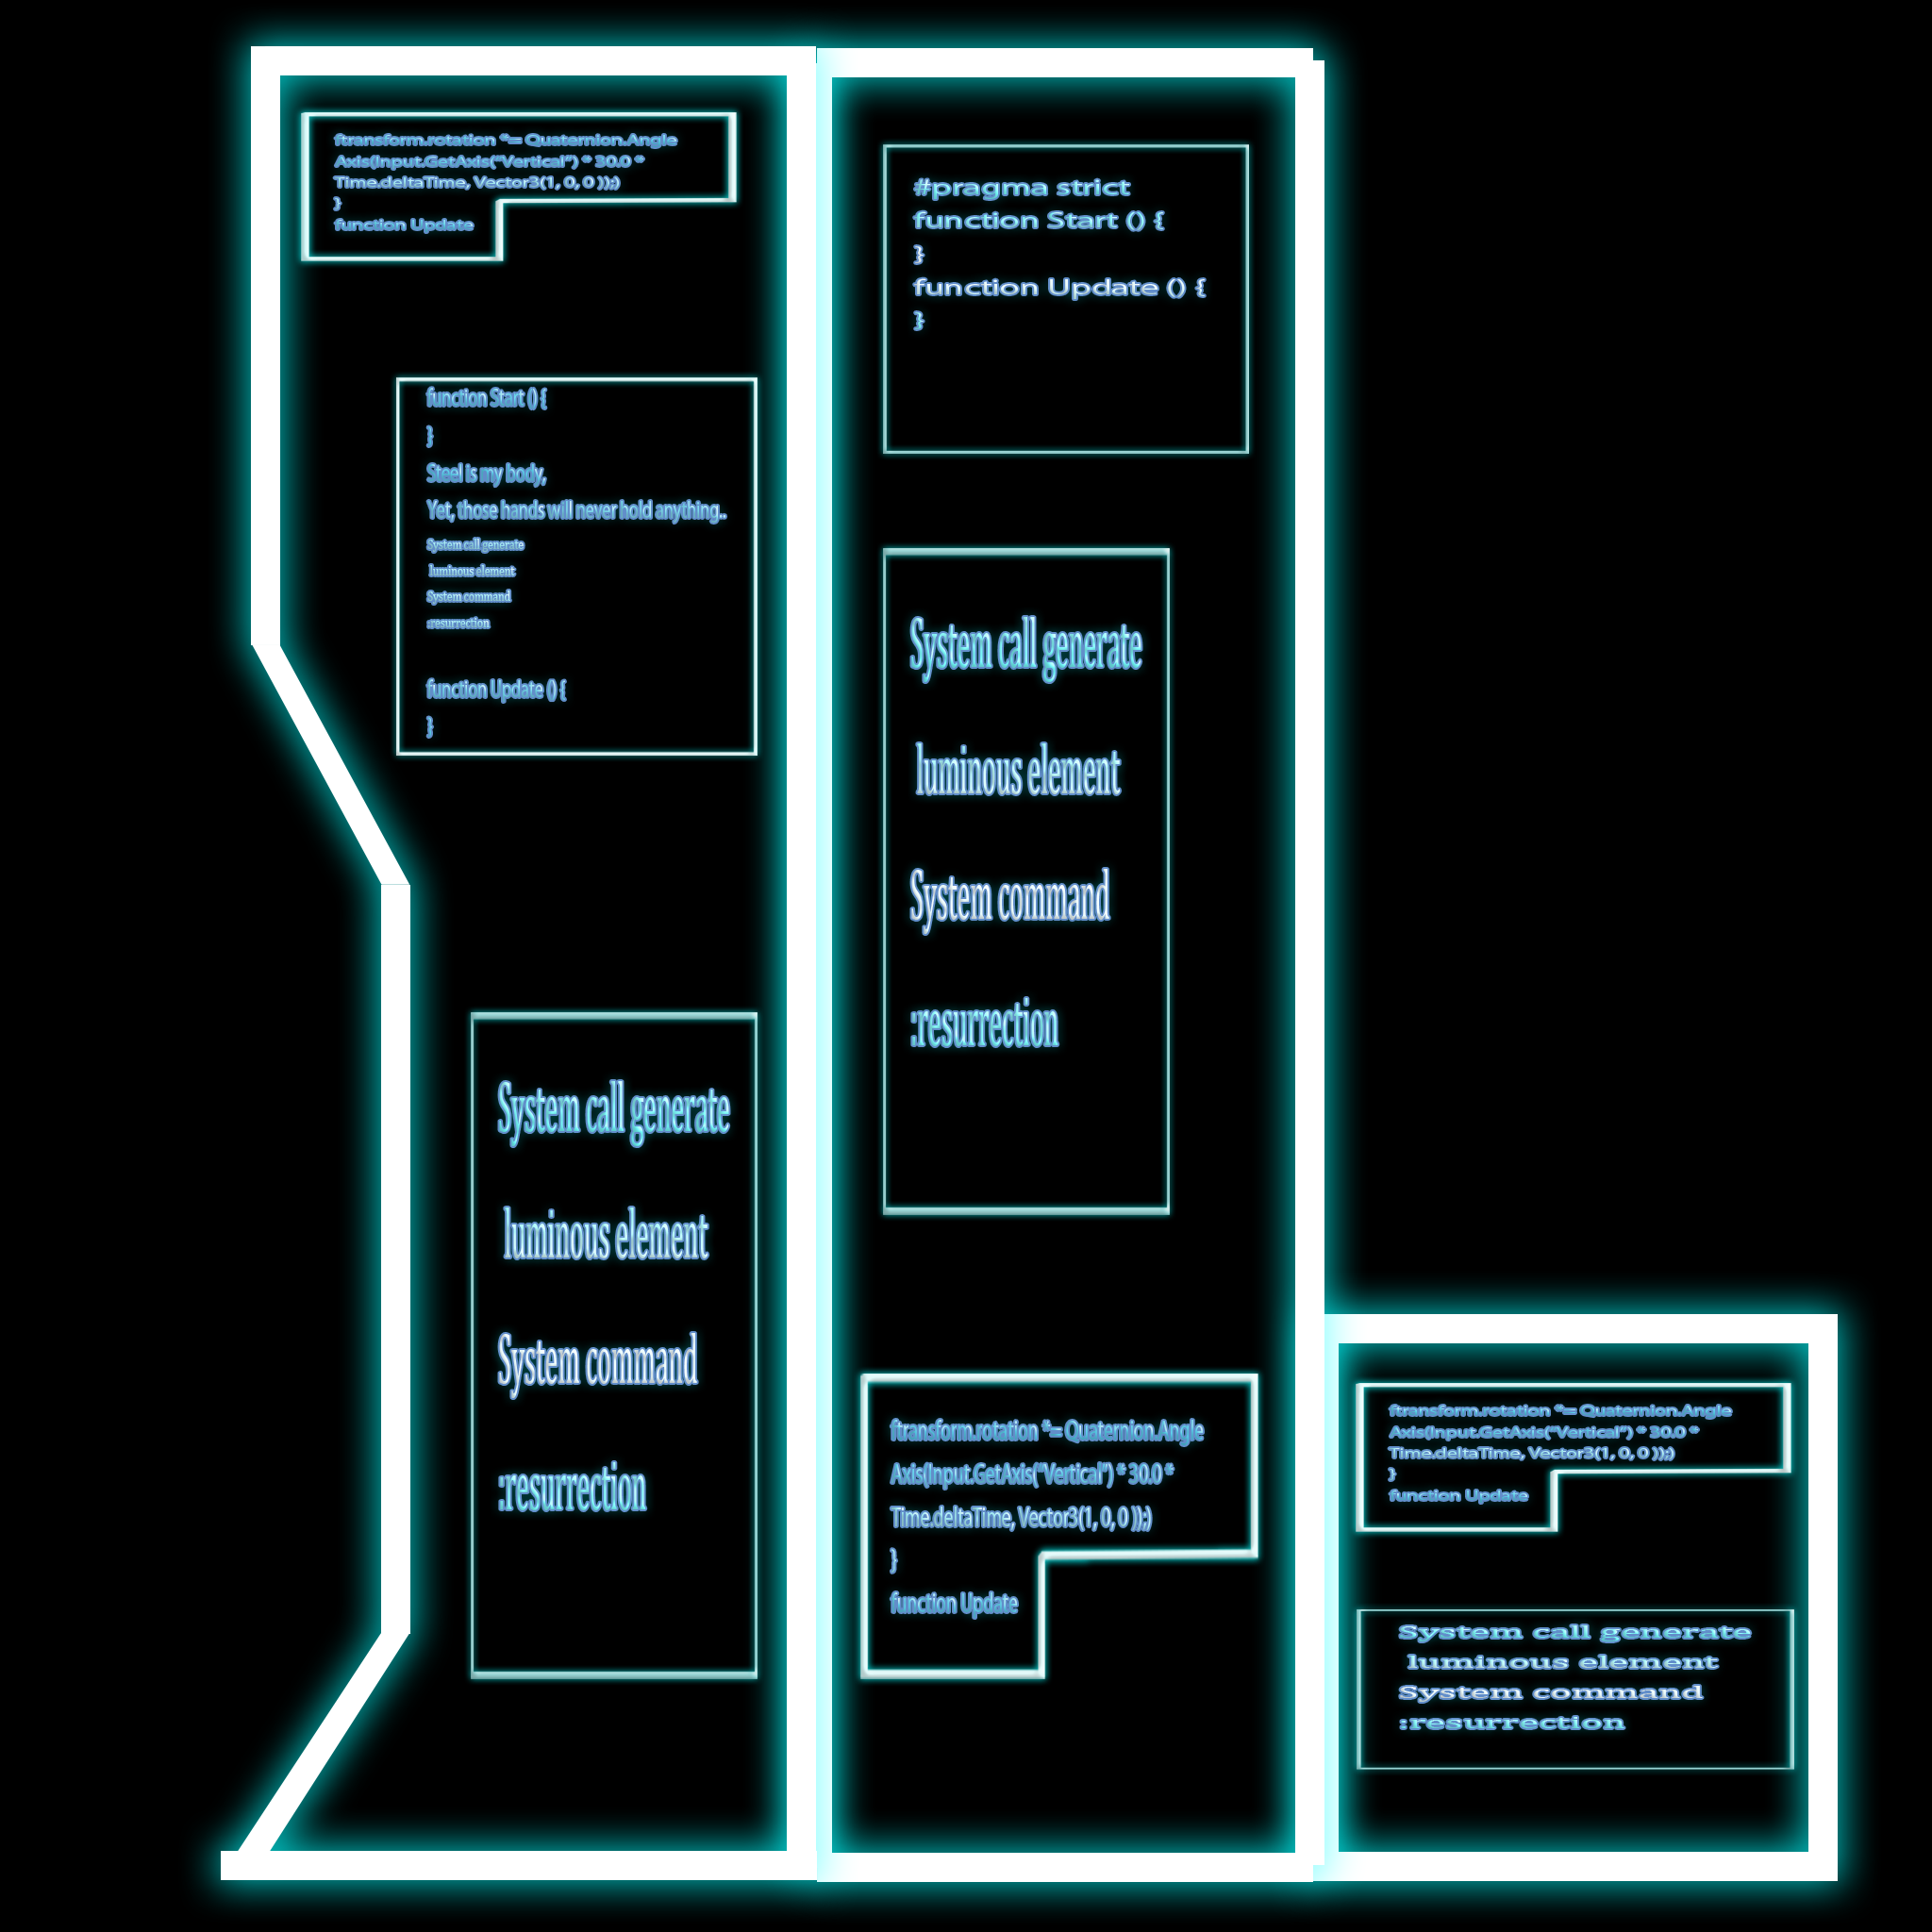 ftransform.rotation *= Quaternion.Angle
Axis(Input.GetAxis("Vertical") * 30.0 *
Time.deltaTime, Vector3(1, 0, 0 ));)
}
function Update
function Start () {
}
Steel is my body,
Yet, those hands will never hold anything..
System call generate
luminous element
System command
:resurrection
function Update () {
}
System call generate
luminous element
System command
:resurrection
#pragma strict
function Start () {
}
function Update () {
}
System call generate
luminous element
System command
:resurrection
ftransform.rotation *= Quaternion.Angle
Axis(Input.GetAxis("Vertical") * 30.0 *
Time.deltaTime, Vector3(1, 0, 0 ));)
}
function Update
ftransform.rotation *= Quaternion.Angle
Axis(Input.GetAxis("Vertical") * 30.0 *
Time.deltaTime, Vector3(1, 0, 0 ));)
}
function Update
System call generate
luminous element
System command
:resurrection